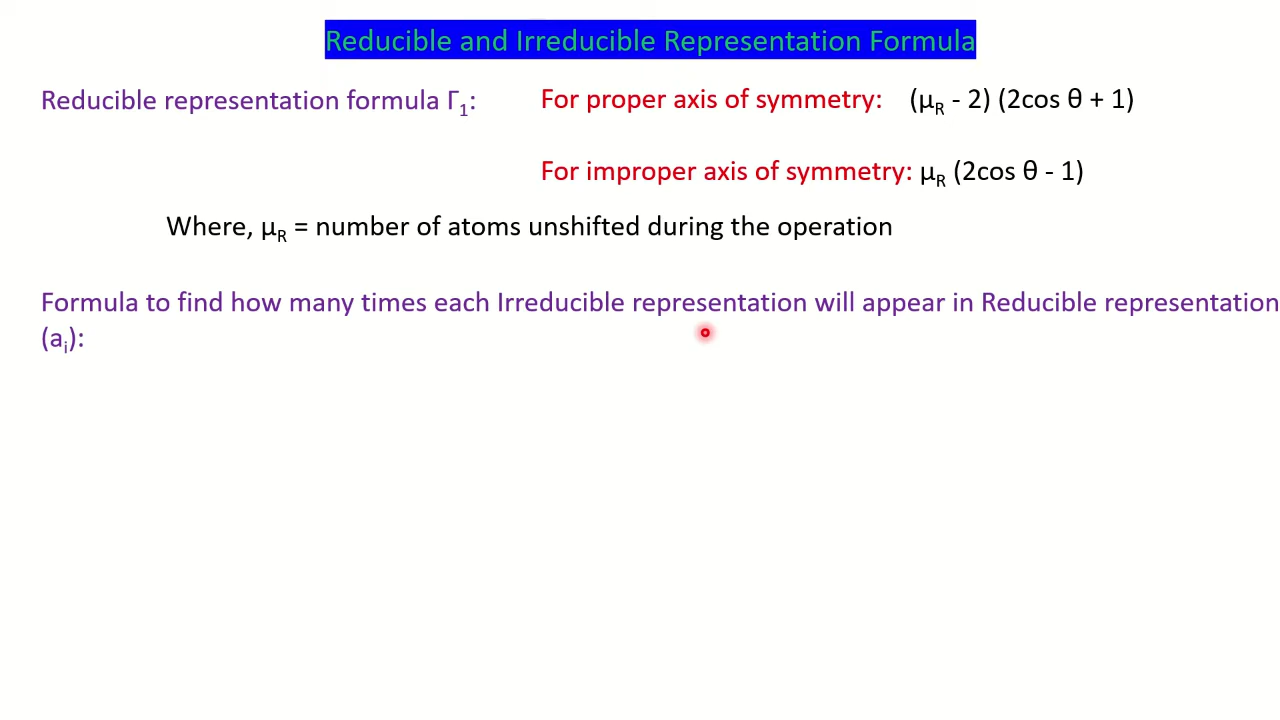 Reducible and Irreducible Representation Formula
Reducible representation formula Γ₁: For proper axis of symmetry: (μR - 2) (2cos θ + 1)
For improper axis of symmetry: μR (2cos θ - 1)
Where, μR = number of atoms unshifted during the operation
Formula to find how many times each Irreducible representation will appear in Reducible representation
(aᵢ):